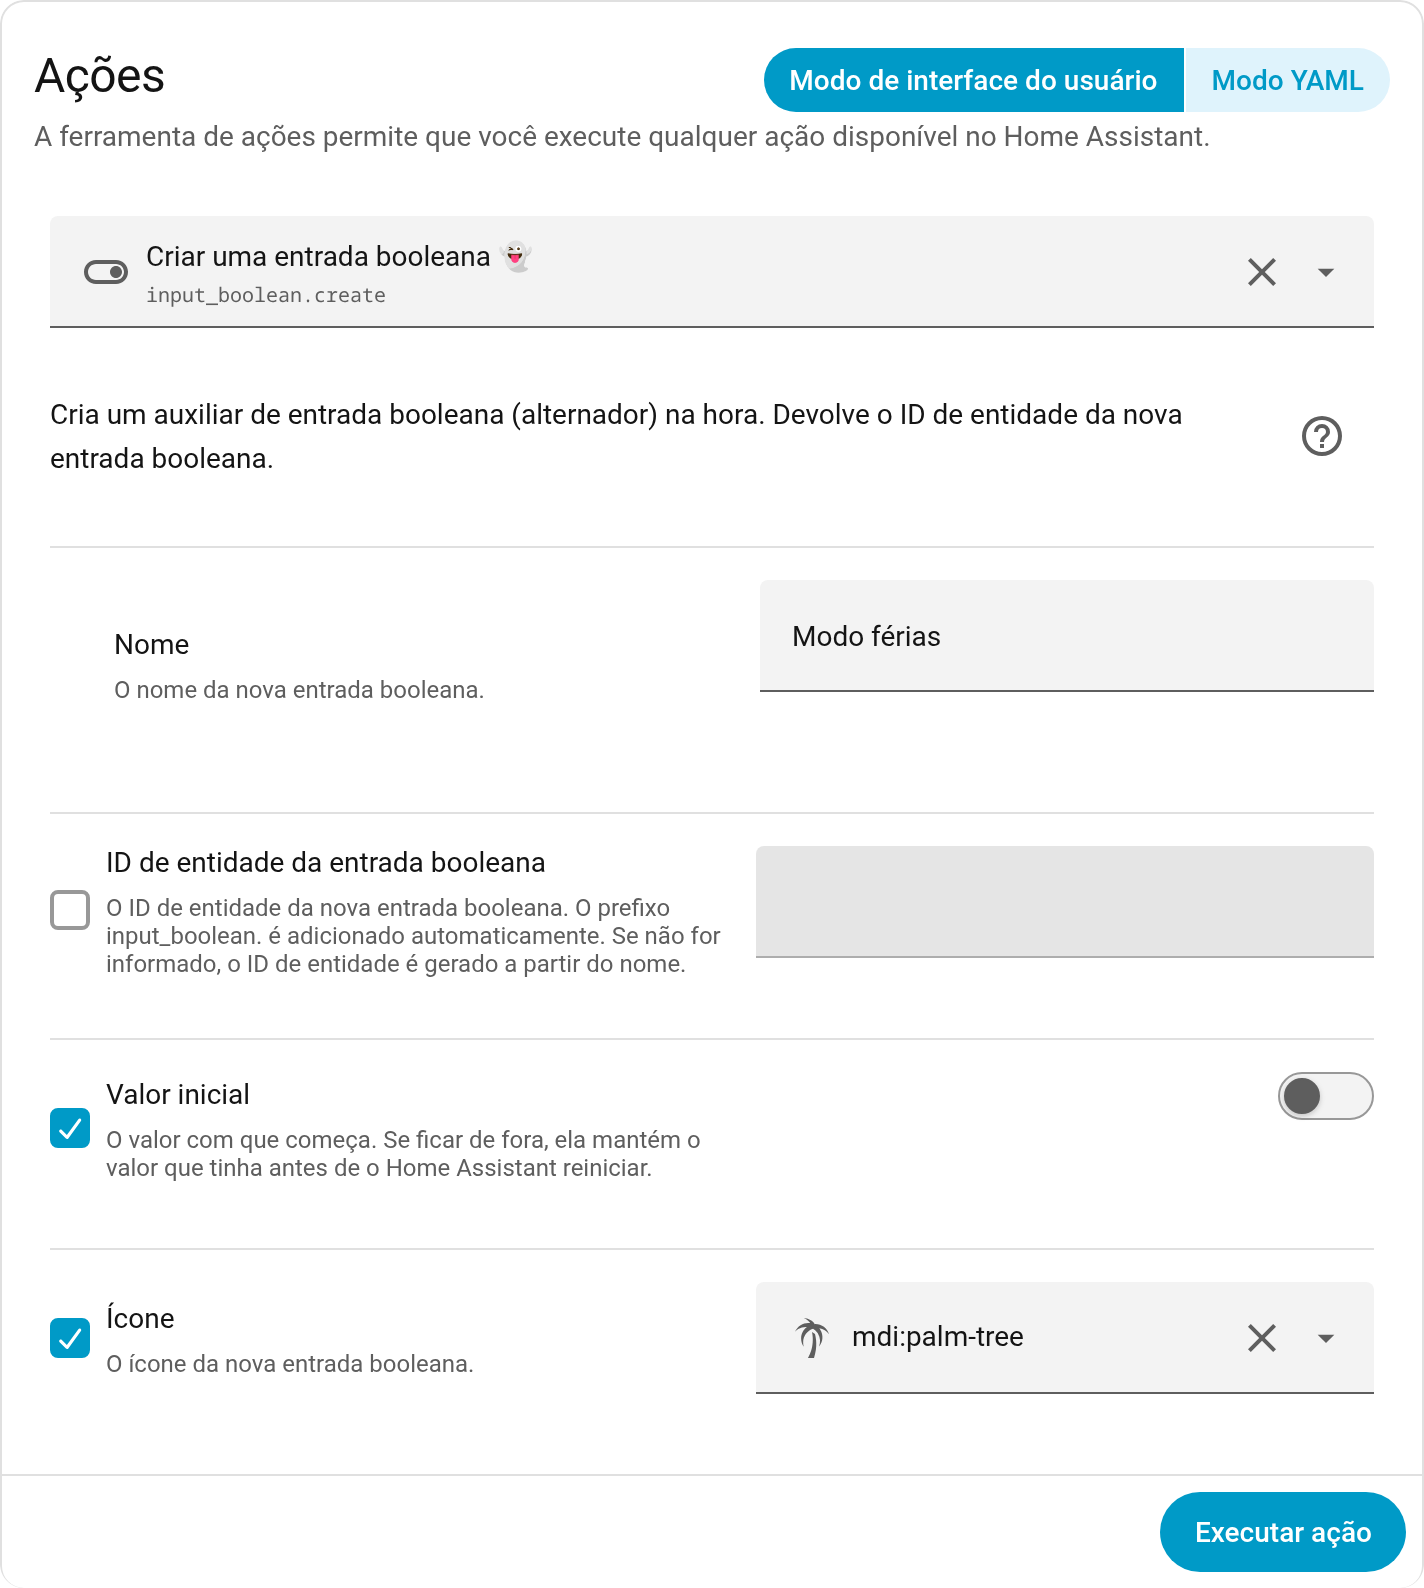 Ações
Modo de interface do usuário
Modo YAML
A ferramenta de ações permite que você execute qualquer ação disponível no Home Assistant.
Criar uma entrada booleana 👻
input_boolean.create
Cria um auxiliar de entrada booleana (alternador) na hora. Devolve o ID de entidade da nova
entrada booleana.
Nome
O nome da nova entrada booleana.
Modo férias
ID de entidade da entrada booleana
O ID de entidade da nova entrada booleana. O prefixo
input_boolean. é adicionado automaticamente. Se não for
informado, o ID de entidade é gerado a partir do nome.
Valor inicial
O valor com que começa. Se ficar de fora, ela mantém o
valor que tinha antes de o Home Assistant reiniciar.
Ícone
O ícone da nova entrada booleana.
mdi:palm-tree
Executar ação